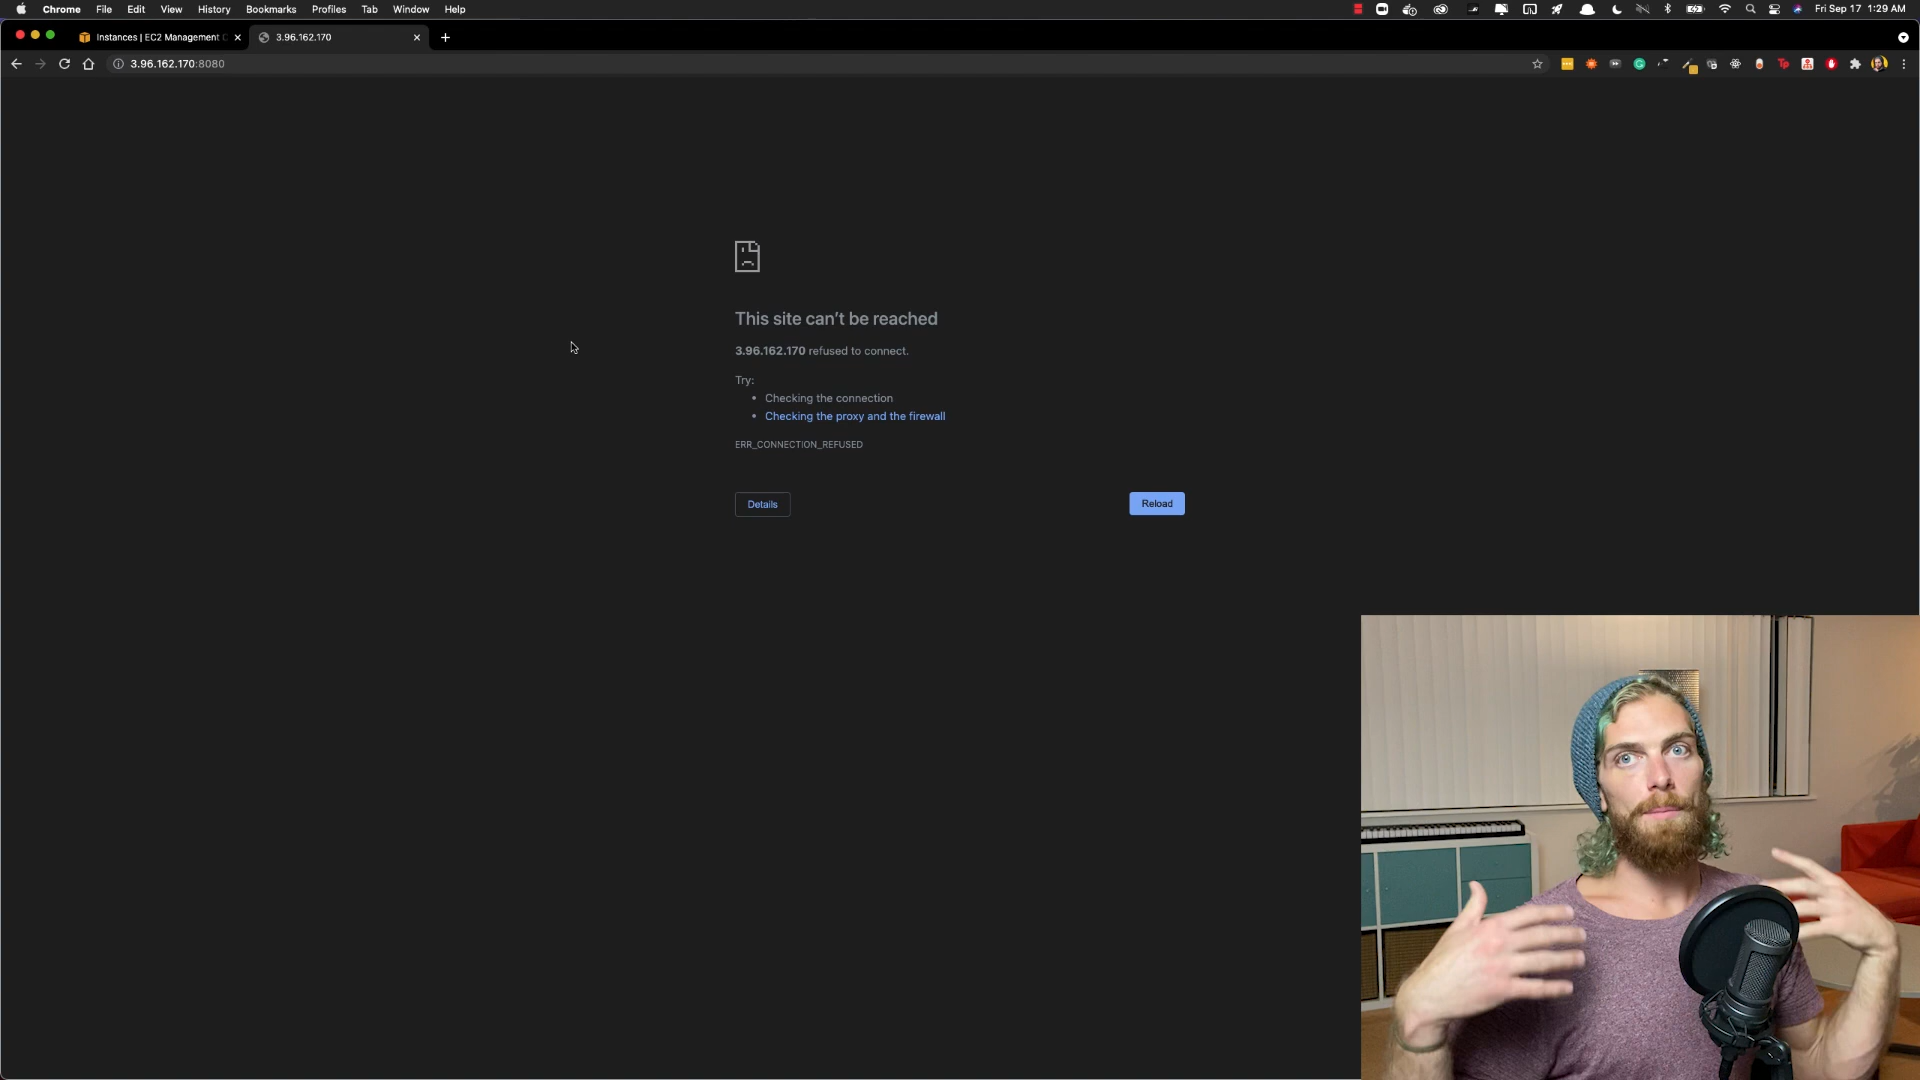 Chrome File Edit View History Bookmarks Profiles Tab Window Help
Fri Sep 17 1:29 AM
Instances | EC2 Management C
3.96.162.170
3.96.162.170:8080
This site can't be reached
3.96.162.170 refused to connect.
Try:
• Checking the connection
• Checking the proxy and the firewall
ERR_CONNECTION_REFUSED
Details
Reload